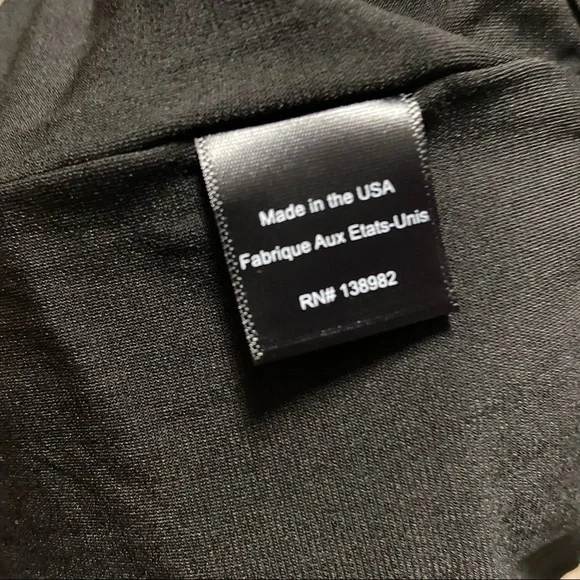 Made in the USA
Fabrique Aux Etats-Unis
RN# 138982